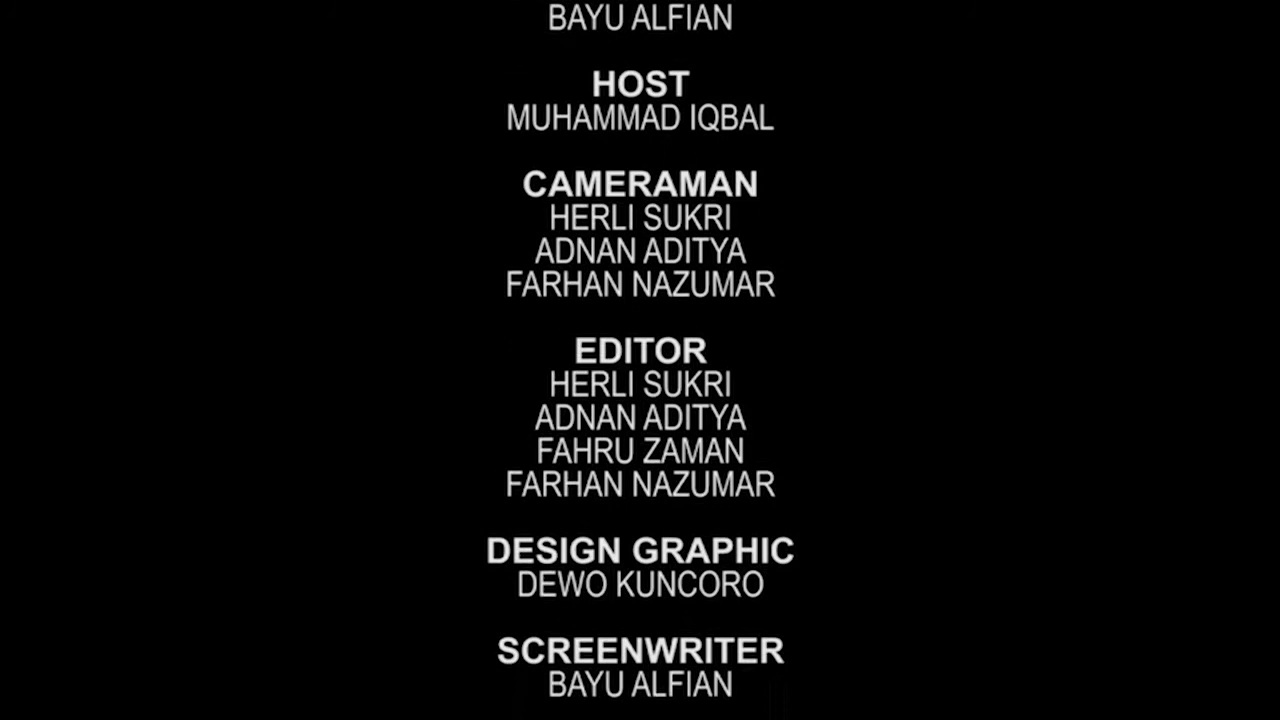 BAYU ALFIAN
HOST
MUHAMMAD IQBAL
CAMERAMAN
HERLI SUKRI
ADNAN ADITYA
FARHAN NAZUMAR
EDITOR
HERLI SUKRI
ADNAN ADITYA
FAHRU ZAMAN
FARHAN NAZUMAR
DESIGN GRAPHIC
DEWO KUNCORO
SCREENWRITER
BAYU ALFIAN